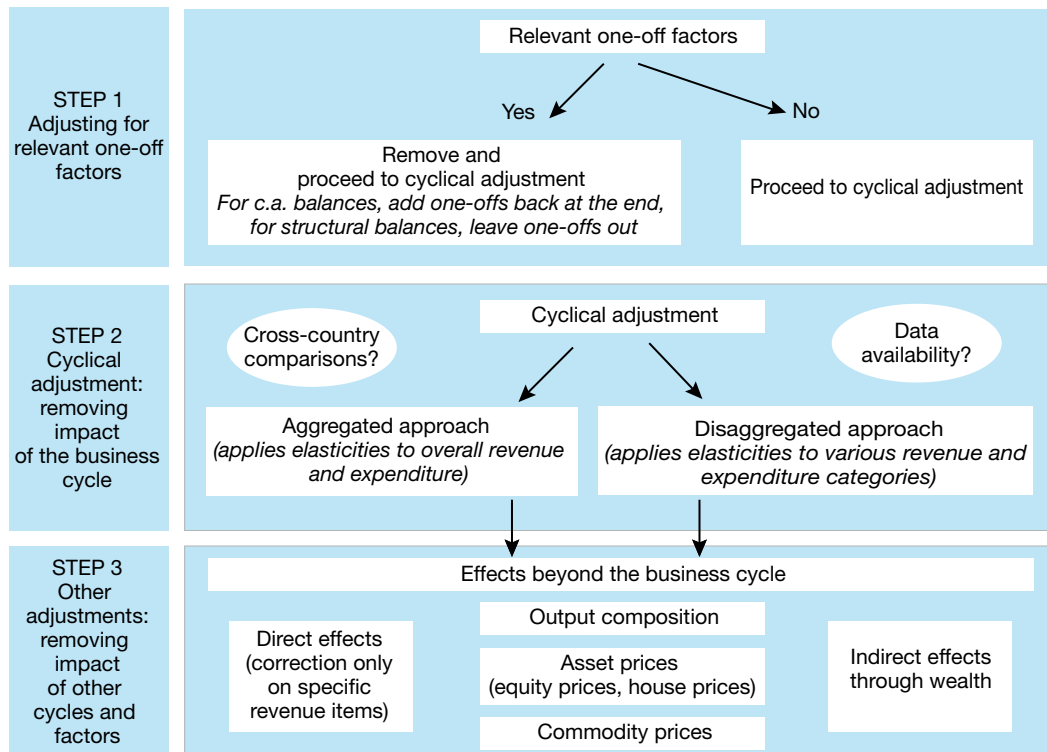 STEP 1
Adjusting for
relevant one-off
factors
Relevant one-off factors
Yes
No
Remove and
proceed to cyclical adjustment
For c.a. balances, add one-offs back at the end,
for structural balances, leave one-offs out
Proceed to cyclical adjustment
STEP 2
Cyclical
adjustment:
removing
impact
of the business
cycle
Cross-country
comparisons?
Cyclical adjustment
Data
availability?
Aggregated approach
(applies elasticities to overall revenue
and expenditure)
Disaggregated approach
(applies elasticities to various revenue and
expenditure categories)
STEP 3
Other
adjustments:
removing
impact
of other
cycles and
factors
Effects beyond the business cycle
Direct effects
(correction only
on specific
revenue items)
Output composition
Asset prices
(equity prices, house prices)
Commodity prices
Indirect effects
through wealth